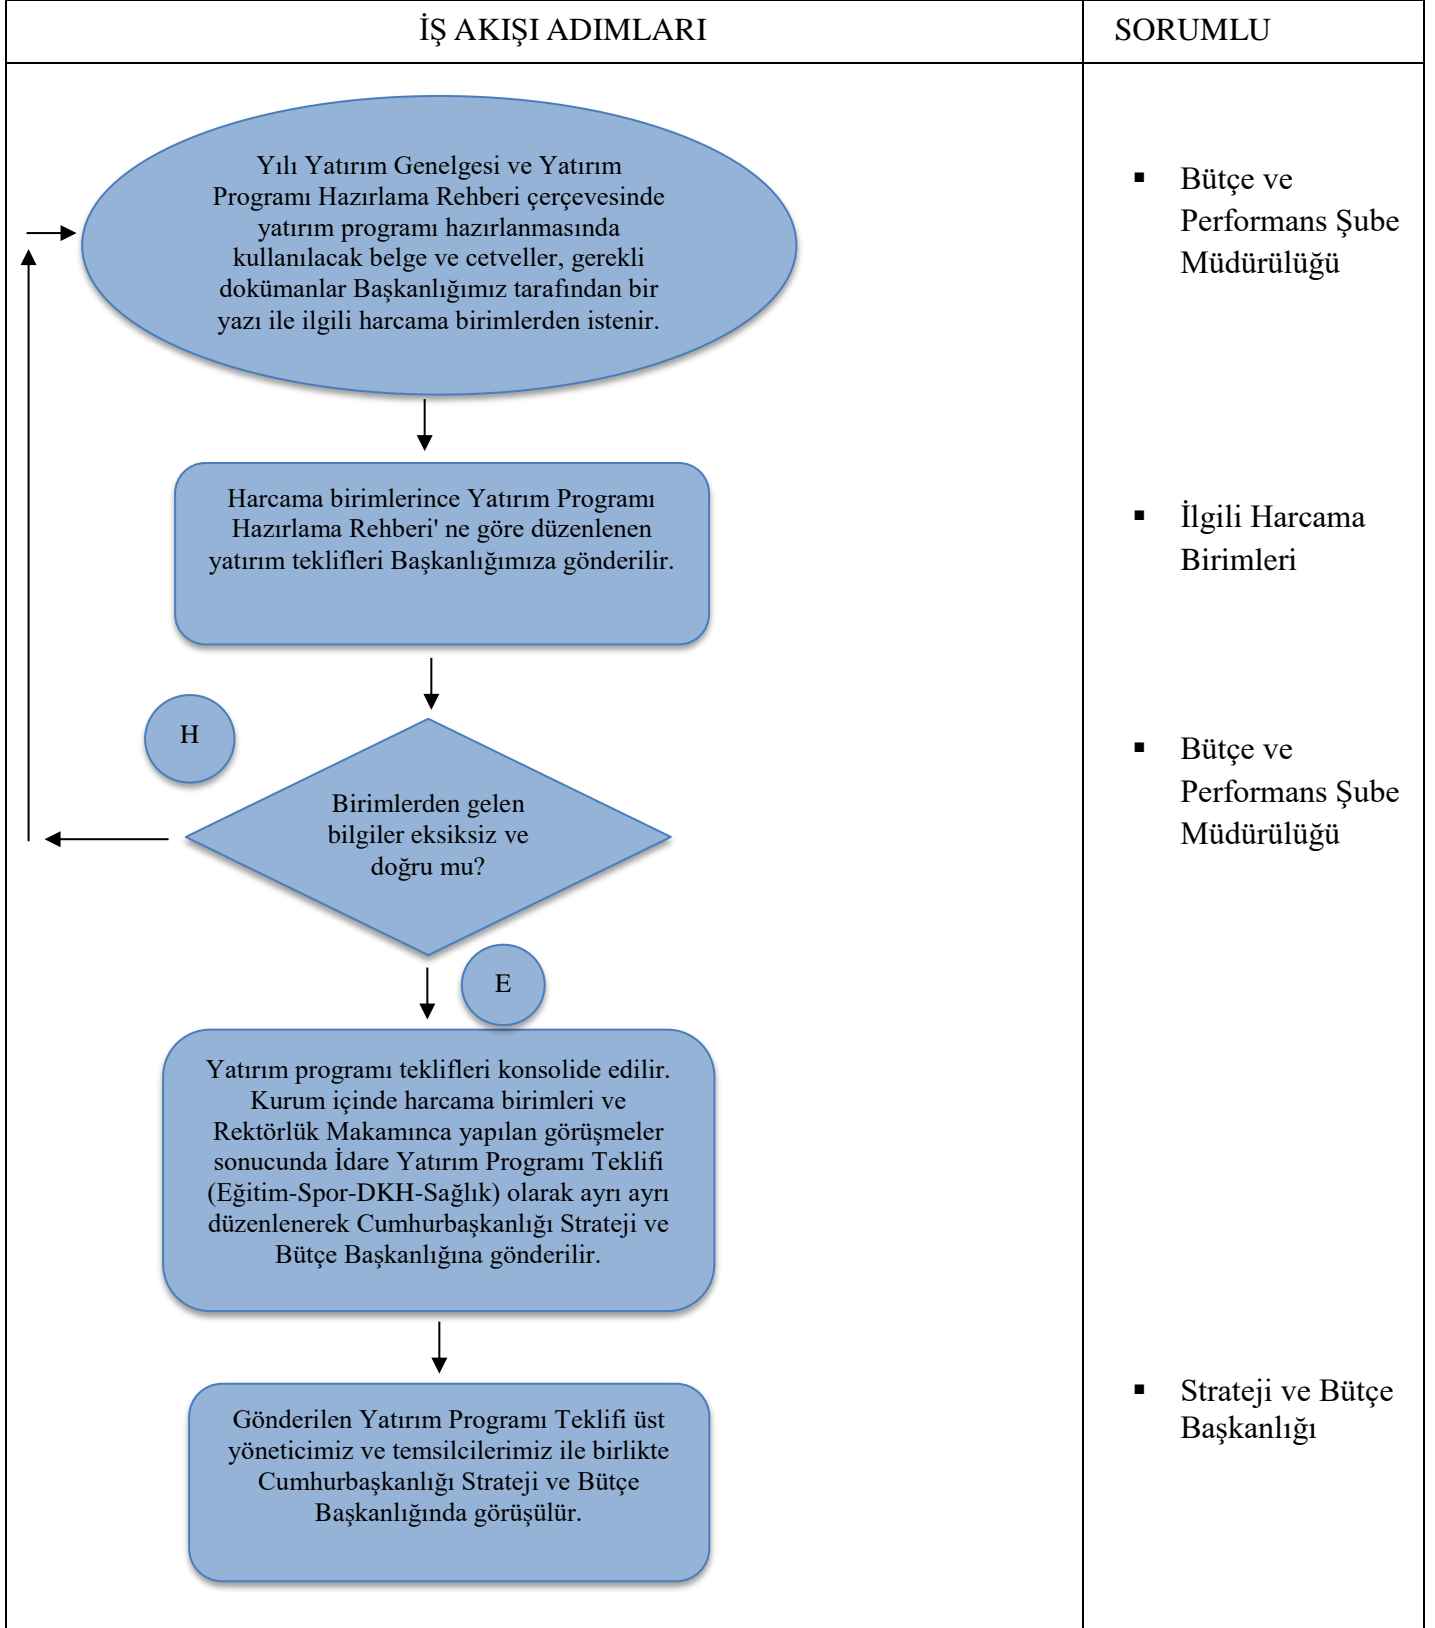 İŞ AKIŞI ADIMLARI
SORUMLU
Yılı Yatırım Genelgesi ve Yatırım
Programı Hazırlama Rehberi çerçevesinde
yatırım programı hazırlanmasında
kullanılacak belge ve cetveller, gerekli
dokümanlar Başkanlığımız tarafından bir
yazı ile ilgili harcama birimlerden istenir.
▪ Bütçe ve
Performans Şube
Müdürülüğü
Harcama birimlerince Yatırım Programı
Hazırlama Rehberi' ne göre düzenlenen
yatırım teklifleri Başkanlığımıza gönderilir.
▪ İlgili Harcama
Birimleri
H
Birimlerden gelen
bilgiler eksiksiz ve
doğru mu?
▪ Bütçe ve
Performans Şube
Müdürülüğü
E
Yatırım programı teklifleri konsolide edilir.
Kurum içinde harcama birimleri ve
Rektörlük Makamınca yapılan görüşmeler
sonucunda İdare Yatırım Programı Teklifi
(Eğitim-Spor-DKH-Sağlık) olarak ayrı ayrı
düzenlenerek Cumhurbaşkanlığı Strateji ve
Bütçe Başkanlığına gönderilir.
Gönderilen Yatırım Programı Teklifi üst
yöneticimiz ve temsilcilerimiz ile birlikte
Cumhurbaşkanlığı Strateji ve Bütçe
Başkanlığında görüşülür.
▪ Strateji ve Bütçe
Başkanlığı